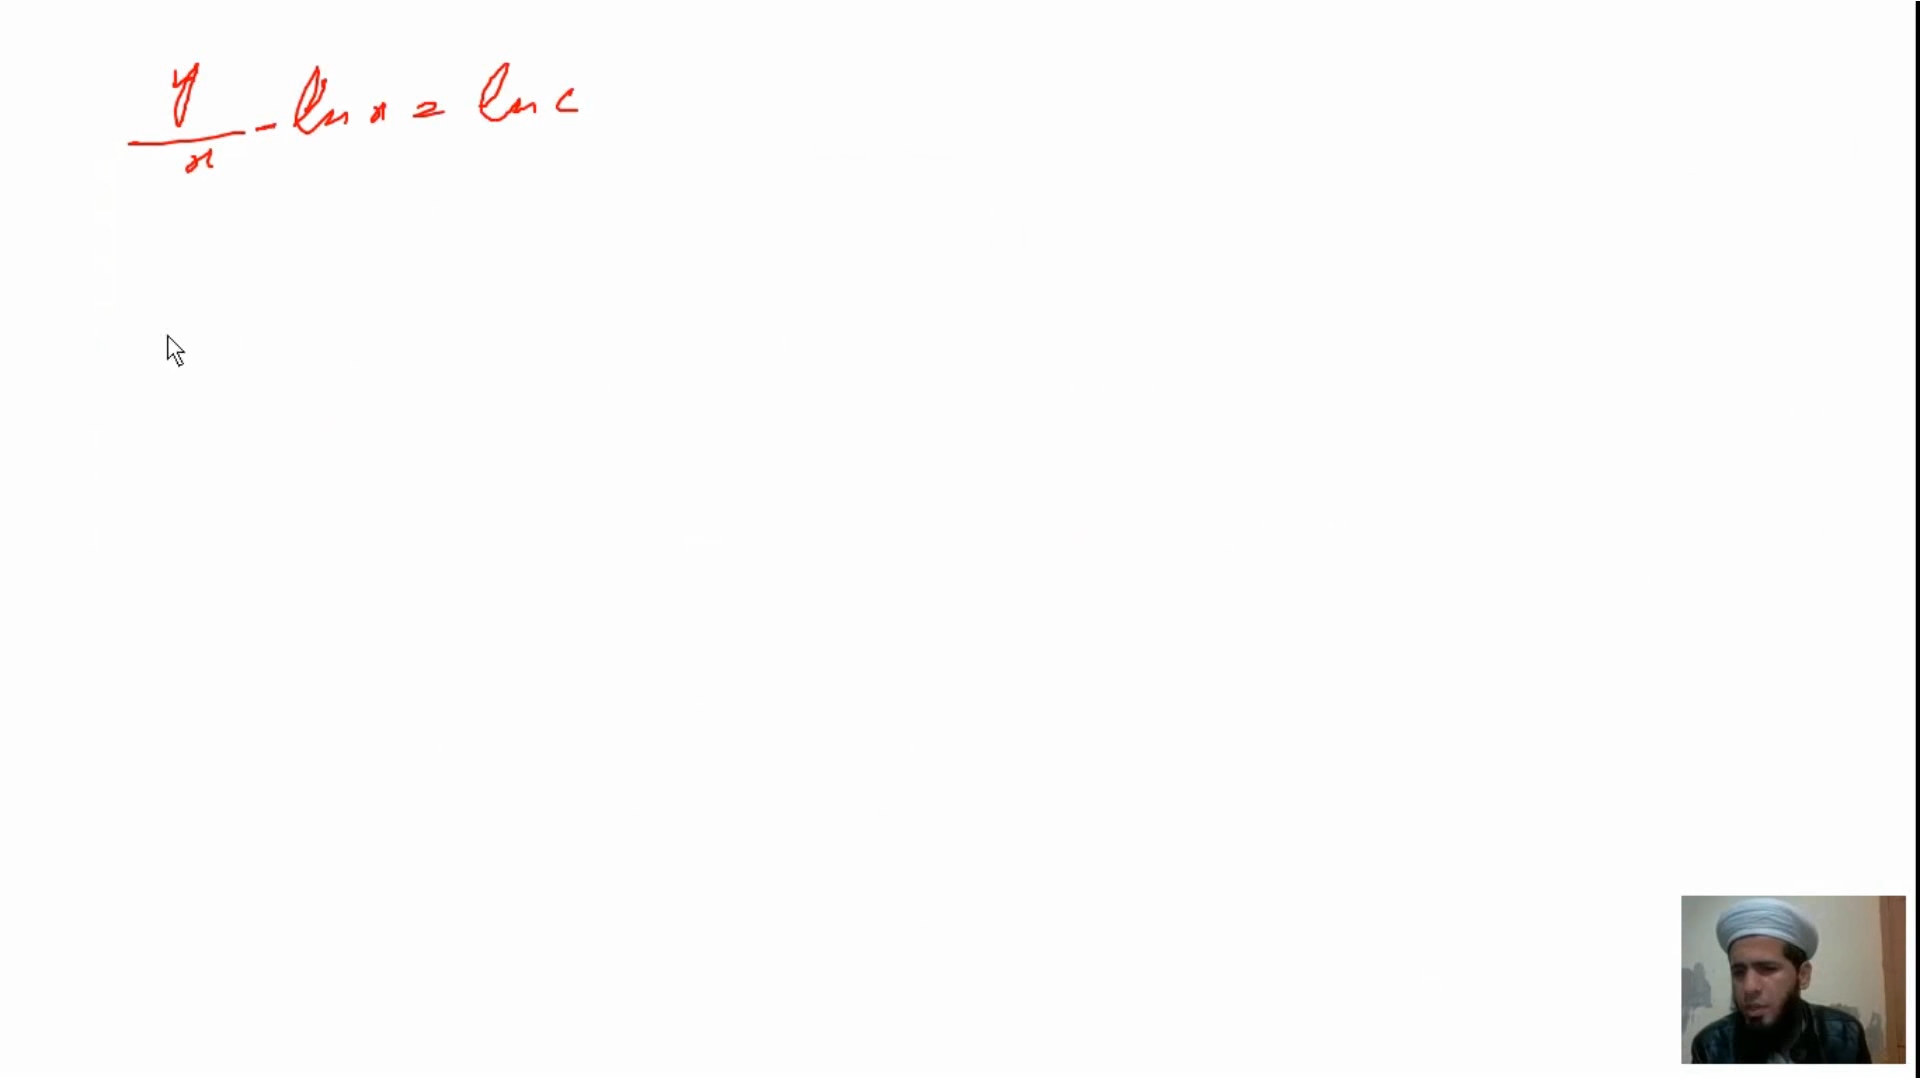 y/x - ln x = ln c